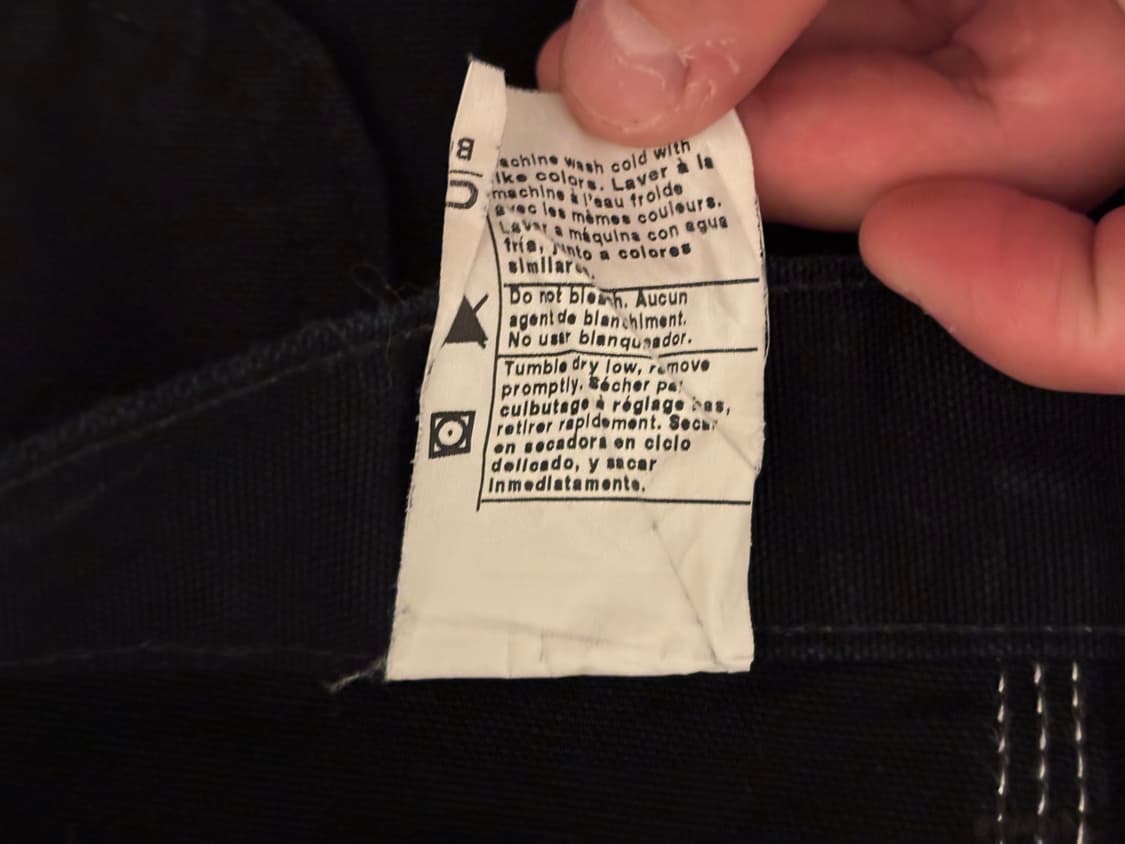 achine wash cold with
ike colors. Laver à la
machine à l'eau froide
avec les mêmes couleurs.
Lavar a máquina con agua
fría, junto a colores
similares.
Do not bleach. Aucun
agent de blanchiment.
No usar blanqueador.
Tumble dry low, remove
promptly. Sécher par
culbutage à réglage bas,
retirer rapidement. Secar
en secadora en ciclo
delicado, y sacar
inmediatamente.